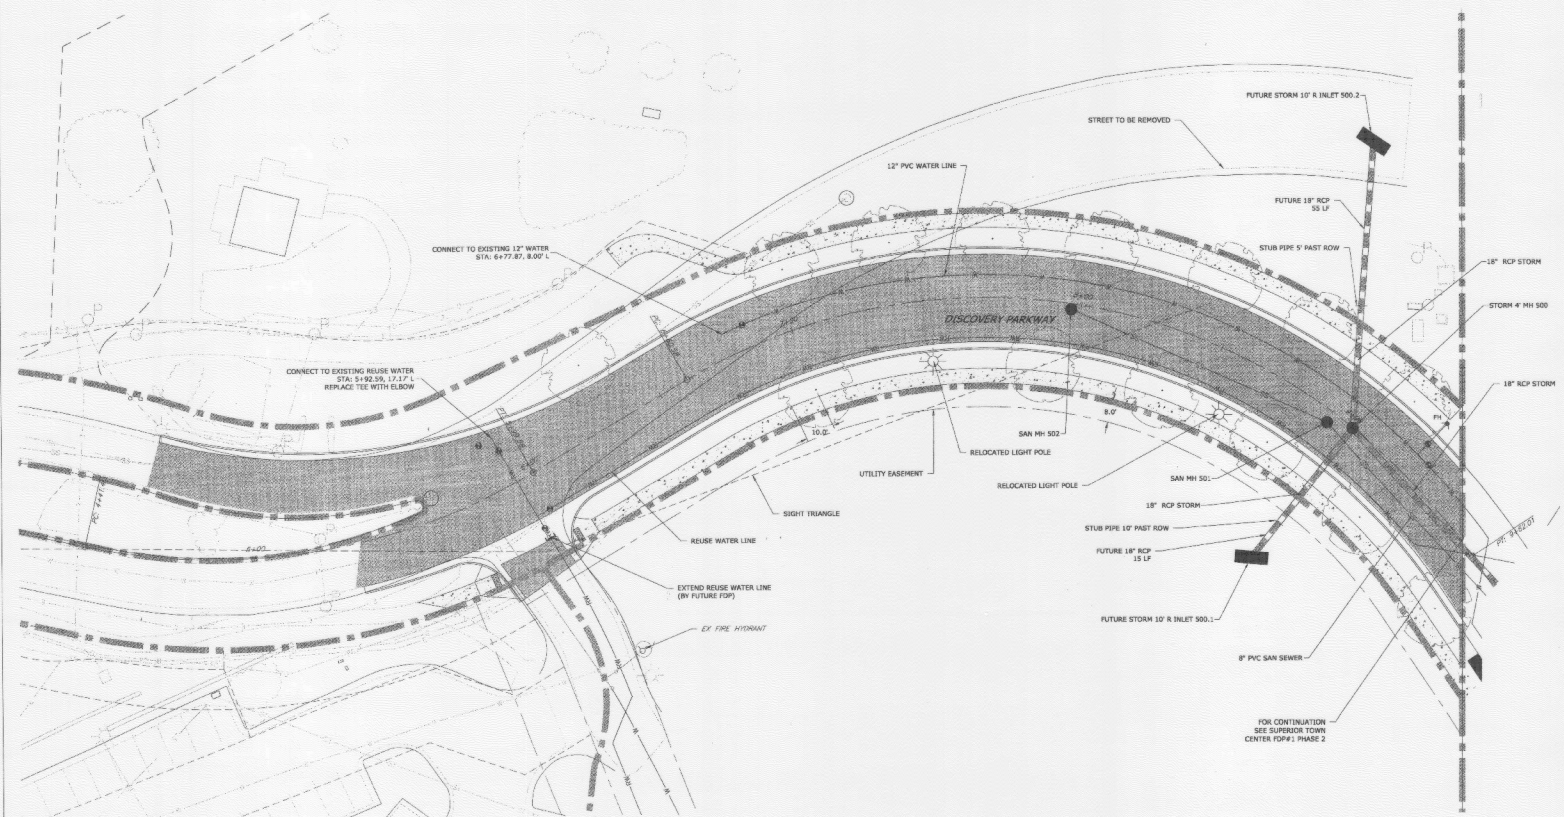 FUTURE STORM 10' R INLET 500.2
STREET TO BE REMOVED
12" PVC WATER LINE
FUTURE 18" RCP
55 LF
CONNECT TO EXISTING 12" WATER
STA: 6+77.87, 8.00' L
STUB PIPE 5' PAST ROW
18" RCP STORM
STORM 4' MH 500
DISCOVERY PARKWAY
CONNECT TO EXISTING REUSE WATER
STA: 5+92.59, 17.17' L
REPLACE TEE WITH ELBOW
18" RCP STORM
FH
8.0'
10.0'
SAN MH 502
RELOCATED LIGHT POLE
UTILITY EASEMENT
RELOCATED LIGHT POLE
SAN MH 501
18" RCP STORM
SIGHT TRIANGLE
STUB PIPE 10' PAST ROW
PT: 9+62.01
REUSE WATER LINE
FUTURE 18" RCP
15 LF
EXTEND REUSE WATER LINE
(BY FUTURE FDP)
FUTURE STORM 10' R INLET 500.1
EX FIRE HYDRANT
8" PVC SAN SEWER
FOR CONTINUATION
SEE SUPERIOR TOWN
CENTER FDP#1 PHASE 2